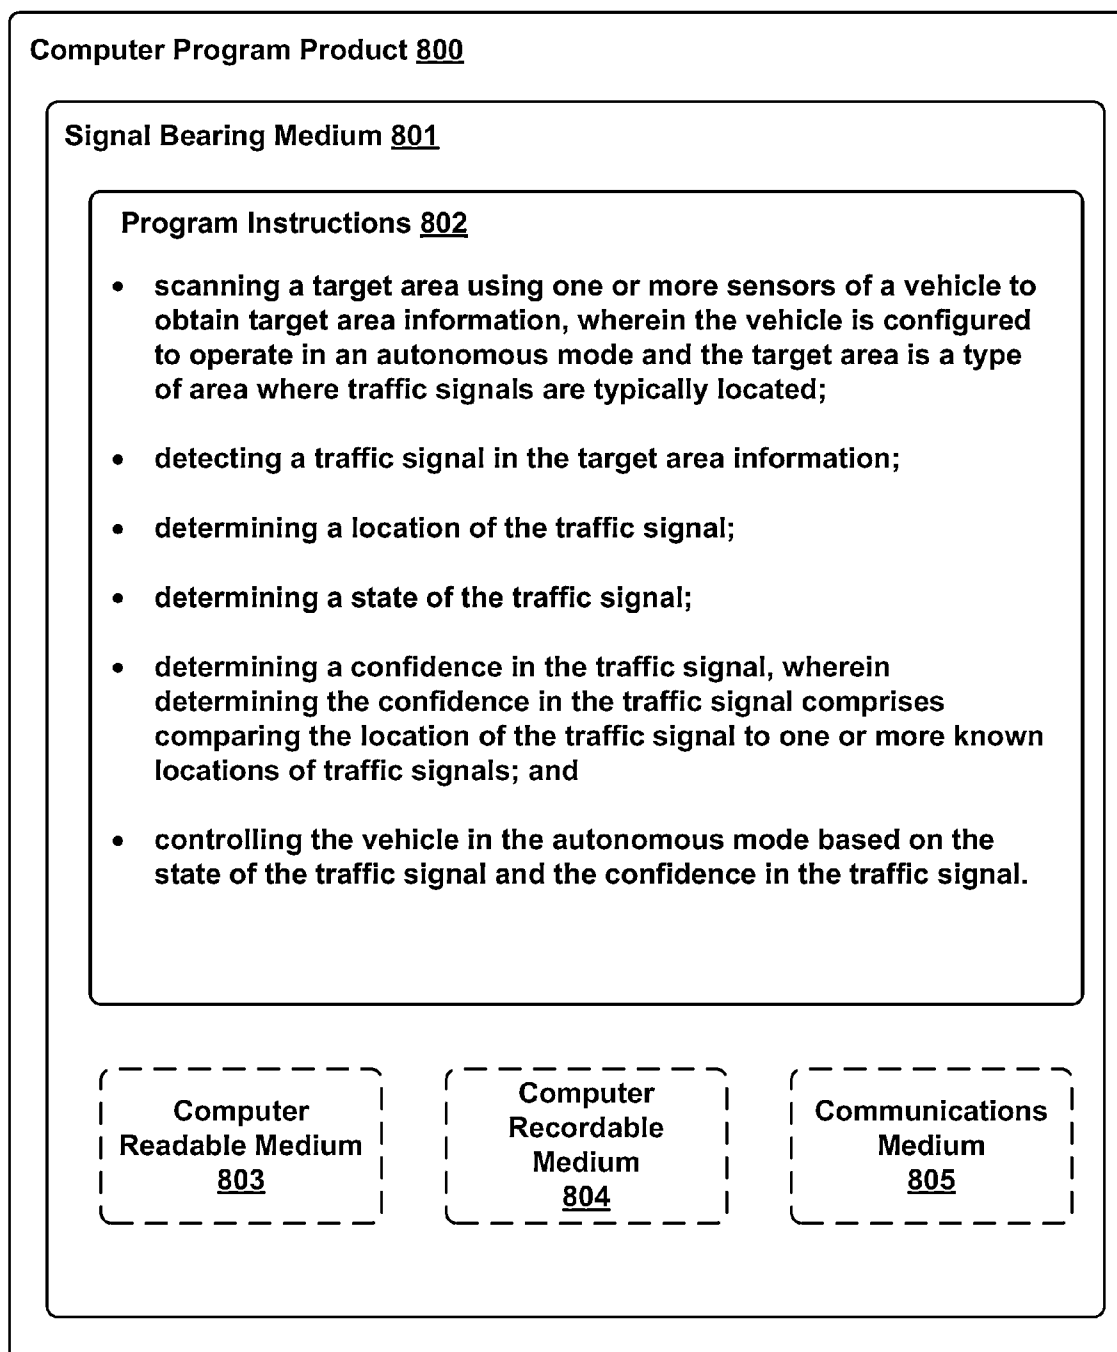 Computer Program Product 800
Signal Bearing Medium 801
Program Instructions 802
• scanning a target area using one or more sensors of a vehicle to
obtain target area information, wherein the vehicle is configured
to operate in an autonomous mode and the target area is a type
of area where traffic signals are typically located;
• detecting a traffic signal in the target area information;
• determining a location of the traffic signal;
• determining a state of the traffic signal;
• determining a confidence in the traffic signal, wherein
determining the confidence in the traffic signal comprises
comparing the location of the traffic signal to one or more known
locations of traffic signals; and
• controlling the vehicle in the autonomous mode based on the
state of the traffic signal and the confidence in the traffic signal.
Computer
Readable Medium
803
Computer
Recordable
Medium
804
Communications
Medium
805